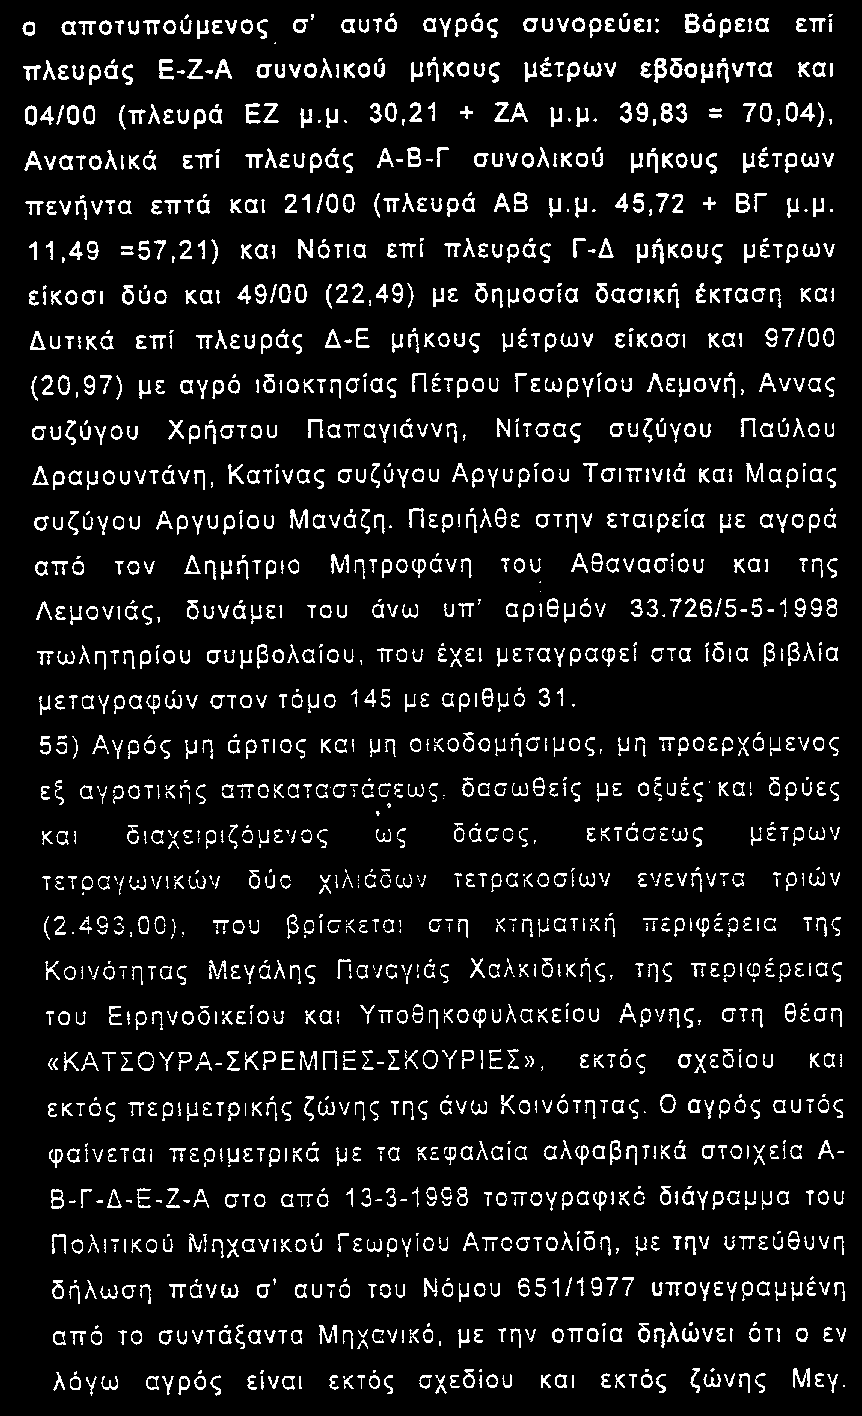 ο αποτυπούμενος σ' αυτό αγρός συνορεύει: Βόρεια επί
πλευράς Ε-Ζ-Α συνολικού μήκους μέτρων εβδομήντα και
04/00 (πλευρά ΕΖ μ.μ. 30,21 + ΖΑ μ.μ. 39,83 = 70,04),
Ανατολικά επί πλευράς Α-Β-Γ συνολικού μήκους μέτρων
πενήντα επτά και 21/00 (πλευρά ΑΒ μ.μ. 45,72 + ΒΓ μ.μ.
11,49 =57,21) και Νότια επί πλευράς Γ-Δ μήκους μέτρων
είκοσι δύο και 49/00 (22,49) με δημοσία δασική έκταση και
Δυτικά επί πλευράς Δ-Ε μήκους μέτρων είκοσι και 97/00
(20,97) με αγρό ιδιοκτησίας Πέτρου Γεωργίου Λεμονή, Αννας
συζύγου Χρήστου Παπαγιάννη, Νίτσας συζύγου Παύλου
Δραμουντάνη, Κατίνας συζύγου Αργυρίου Τσιπινιά και Μαρίας
συζύγου Αργυρίου Μανάζη. Περιήλθε στην εταιρεία με αγορά
από τον Δημήτριο Μητροφάνη του Αθανασίου και της
Λεμονιάς, δυνάμει του άνω υπ' αριθμόν 33.726/5-5-1998
πωλητηρίου συμβολαίου, που έχει μεταγραφεί στα ίδια βιβλία
μεταγραφών στον τόμο 145 με αριθμό 31.
55) Αγρός μη άρτιος και μη οικοδομήσιμος, μη προερχόμενος
εξ αγροτικής αποκαταστάσεως, δασωθείς με οξυές και δρύες
και διαχειριζόμενος ως δάσος, εκτάσεως μέτρων
τετραγωνικών δύο χιλιάδων τετρακοσίων ενενήντα τριών
(2.493,00), που βρίσκεται στη κτηματική περιφέρεια της
Κοινότητας Μεγάλης Παναγιάς Χαλκιδικής, της περιφέρειας
του Ειρηνοδικείου και Υποθηκοφυλακείου Αρνης, στη θέση
«ΚΑΤΣΟΥΡΑ-ΣΚΡΕΜΠΕΣ-ΣΚΟΥΡΙΕΣ», εκτός σχεδίου και
εκτός περιμετρικής ζώνης της άνω Κοινότητας. Ο αγρός αυτός
φαίνεται περιμετρικά με τα κεφαλαία αλφαβητικά στοιχεία Α-
Β-Γ-Δ-Ε-Ζ-Α στο από 13-3-1998 τοπογραφικό διάγραμμα του
Πολιτικού Μηχανικού Γεωργίου Αποστολίδη, με την υπεύθυνη
δήλωση πάνω σ' αυτό του Νόμου 651/1977 υπογεγραμμένη
από το συντάξαντα Μηχανικό, με την οποία δηλώνει ότι ο εν
λόγω αγρός είναι εκτός σχεδίου και εκτός ζώνης Μεγ.